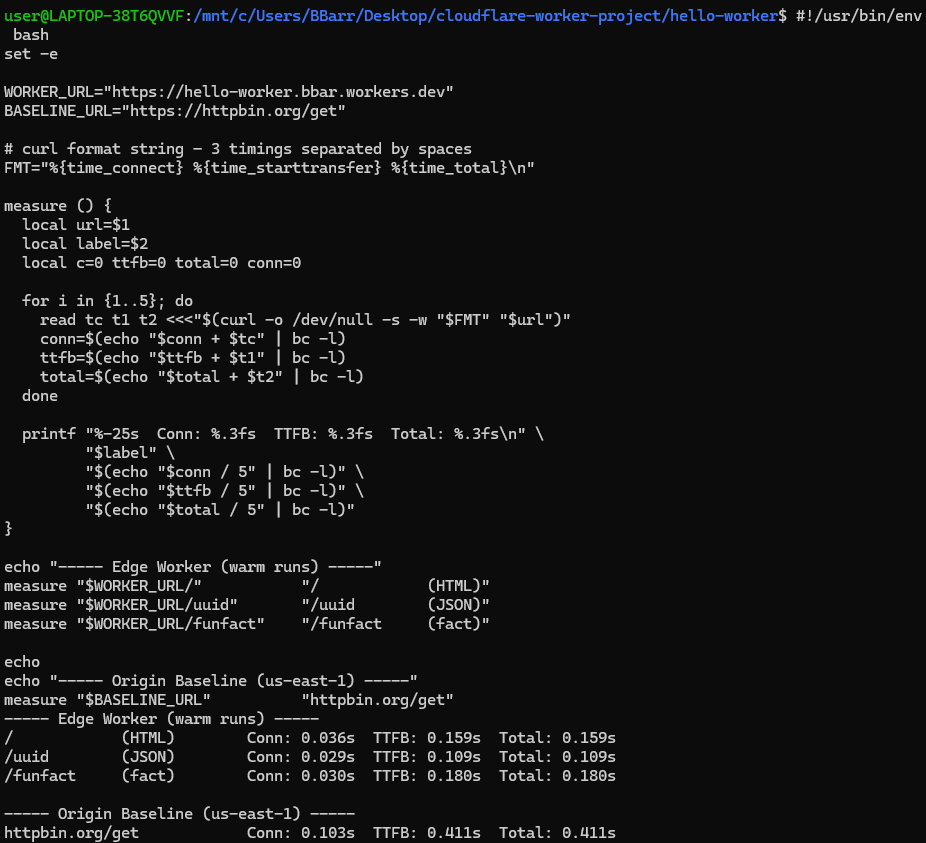 user@LAPTOP-38T6QVVF:/mnt/c/Users/BBarr/Desktop/cloudflare-worker-project/hello-worker$ #!/usr/bin/env
 bash
set -e

WORKER_URL="https://hello-worker.bbar.workers.dev"
BASELINE_URL="https://httpbin.org/get"

# curl format string – 3 timings separated by spaces
FMT="%{time_connect} %{time_starttransfer} %{time_total}\n"

measure () {
  local url=$1
  local label=$2
  local c=0 ttfb=0 total=0 conn=0

  for i in {1..5}; do
    read tc t1 t2 <<<"$(curl -o /dev/null -s -w "$FMT" "$url")"
    conn=$(echo "$conn + $tc" | bc -l)
    ttfb=$(echo "$ttfb + $t1" | bc -l)
    total=$(echo "$total + $t2" | bc -l)
  done

  printf "%-25s  Conn: %.3fs  TTFB: %.3fs  Total: %.3fs\n" \
         "$label" \
         "$(echo "$conn / 5" | bc -l)" \
         "$(echo "$ttfb / 5" | bc -l)" \
         "$(echo "$total / 5" | bc -l)"
}

echo "----- Edge Worker (warm runs) -----"
measure "$WORKER_URL/"           "/            (HTML)"
measure "$WORKER_URL/uuid"       "/uuid        (JSON)"
measure "$WORKER_URL/funfact"    "/funfact     (fact)"

echo
echo "----- Origin Baseline (us-east-1) -----"
measure "$BASELINE_URL"          "httpbin.org/get"
----- Edge Worker (warm runs) -----
/            (HTML)        Conn: 0.036s  TTFB: 0.159s  Total: 0.159s
/uuid        (JSON)        Conn: 0.029s  TTFB: 0.109s  Total: 0.109s
/funfact     (fact)        Conn: 0.030s  TTFB: 0.180s  Total: 0.180s

----- Origin Baseline (us-east-1) -----
httpbin.org/get            Conn: 0.103s  TTFB: 0.411s  Total: 0.411s